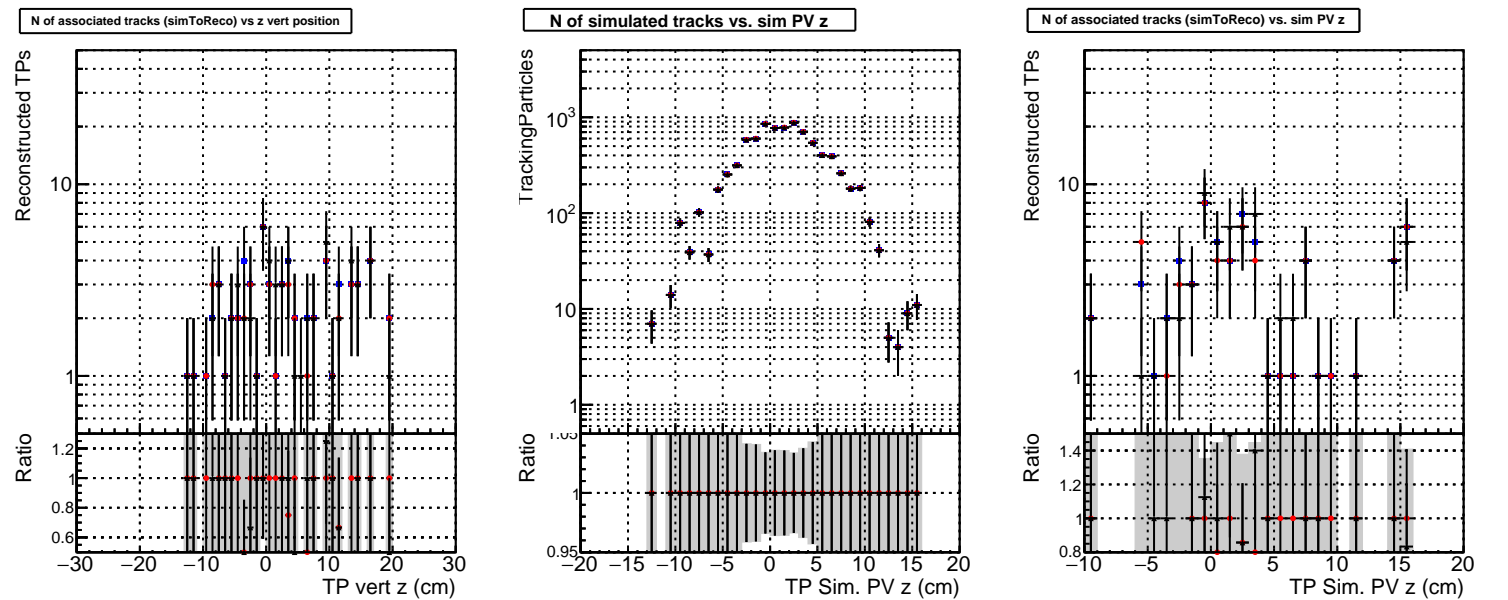 N of associated tracks (simToReco) vs z vert position
Reconstructed TPs
10
1
Ratio
1.2
1.0
0.8
0.6
−30 −20 −10 0 10 20 30
TP vert z (cm)
N of simulated tracks vs. sim PV z
TrackingParticles
10³
10²
10
1
Ratio
1.05
1
0.95
−20 −15 −10 −5 0 5 10 15 20
TP Sim. PV z (cm)
N of associated tracks (simToReco) vs. sim PV z
Reconstructed TPs
10
1
Ratio
1.4
1.2
1
0.8
−10 −5 0 5 10 15 20
TP Sim. PV z (cm)